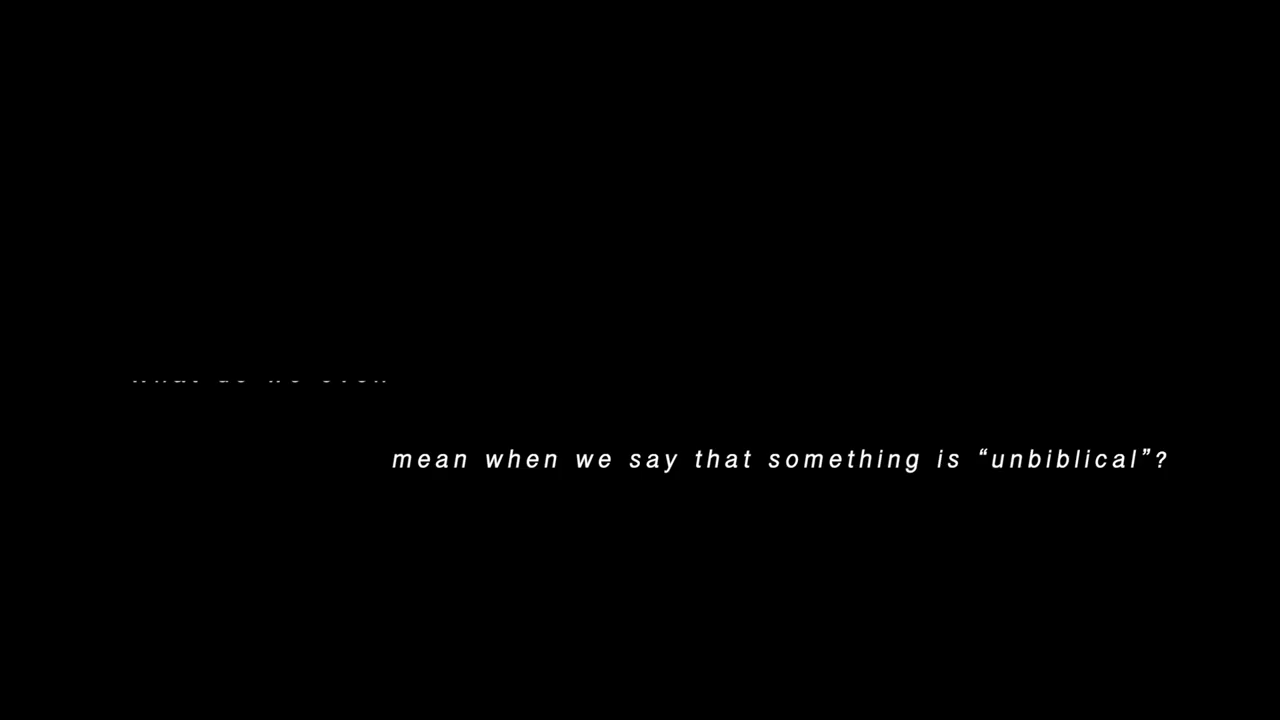 mean when we say that something is “unbiblical”?